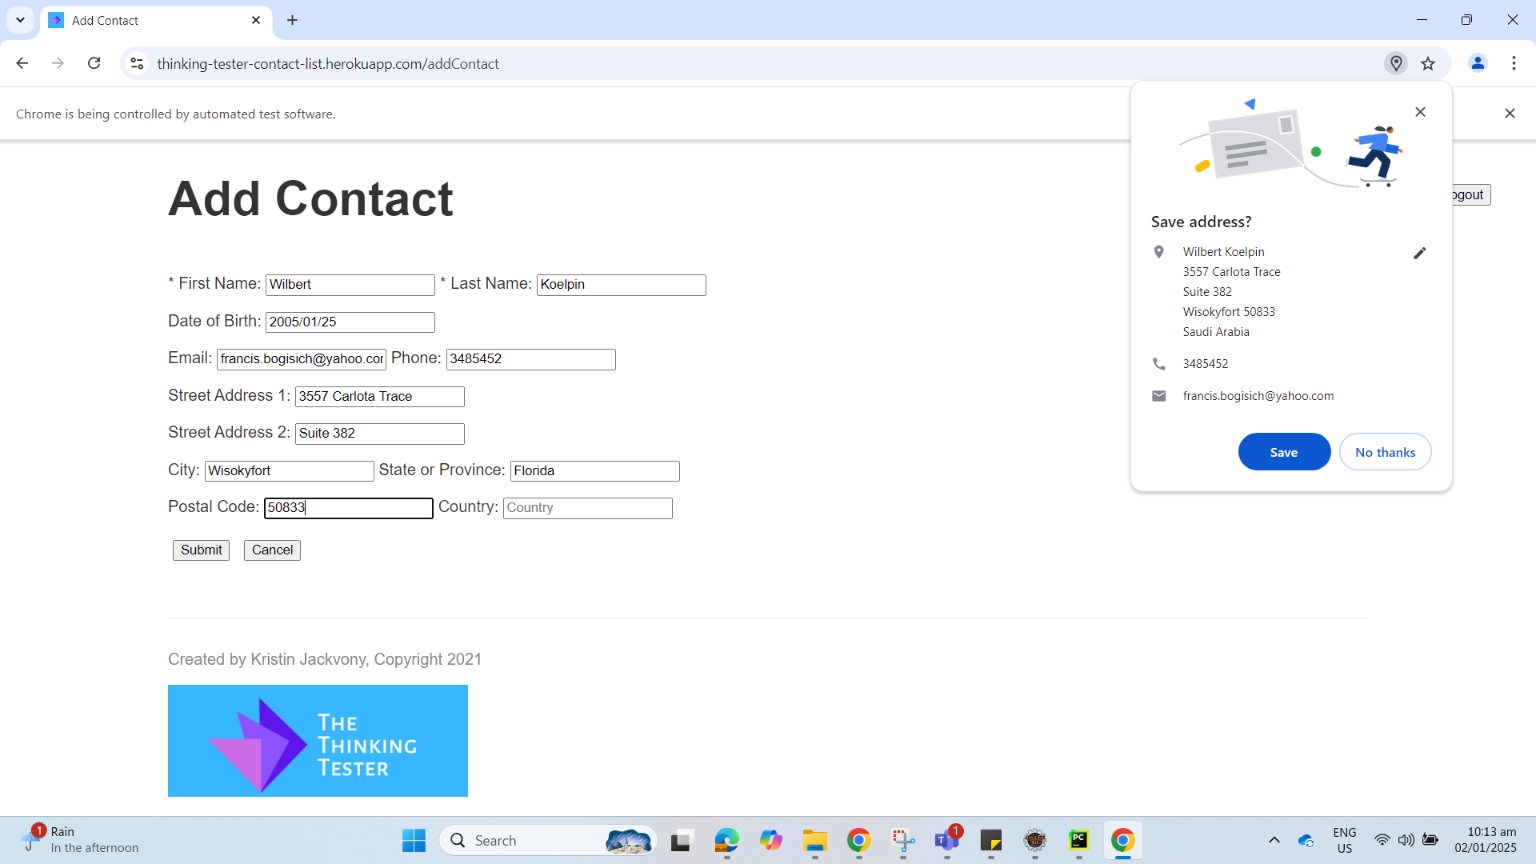 Add Contact
thinking-tester-contact-list.herokuapp.com/addContact
Chrome is being controlled by automated test software.
Add Contact
ogout
* First Name: Wilbert * Last Name: Koelpin
Date of Birth: 2005/01/25
Email: francis.bogisich@yahoo.cor Phone: 3485452
Street Address 1: 3557 Carlota Trace
Street Address 2: Suite 382
City: Wisokyfort State or Province: Florida
Postal Code: 50833 Country: Country
Submit Cancel
Save address?
Wilbert Koelpin
3557 Carlota Trace
Suite 382
Wisokyfort 50833
Saudi Arabia
3485452
francis.bogisich@yahoo.com
Save No thanks
Created by Kristin Jackvony, Copyright 2021
THE
THINKING
TESTER
1
Rain
In the afternoon
Search
1
PC
ENG
US
10:13 am
02/01/2025